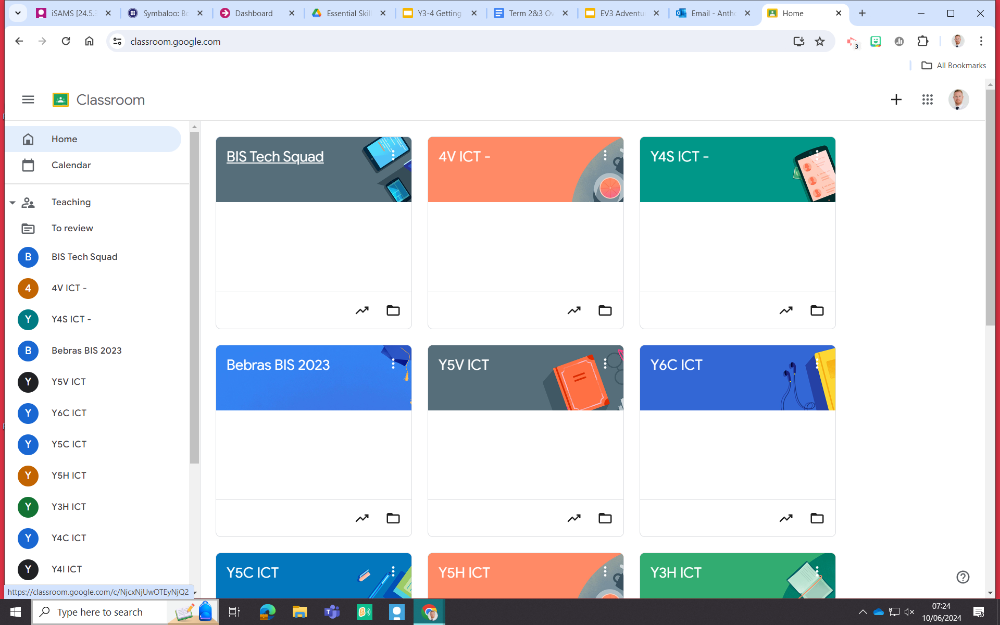 iSAMS [24.5.3
Symbaloo: Bo
Dashboard
Essential Skill
Y3-4 Getting
Term 2&3 Ov
EV3 Adventu
Email - Antho
Home
classroom.google.com
3
All Bookmarks
Classroom
Home
Calendar
Teaching
To review
B BIS Tech Squad
4 4V ICT -
Y Y4S ICT -
B Bebras BIS 2023
Y Y5V ICT
Y Y6C ICT
Y Y5C ICT
Y Y5H ICT
Y Y3H ICT
Y Y4C ICT
Y Y4I ICT
BIS Tech Squad
4V ICT -
Y4S ICT -
Bebras BIS 2023
Y5V ICT
Y6C ICT
Y5C ICT
Y5H ICT
Y3H ICT
https://classroom.google.com/c/NjcxNjUwOTEyNjQ2
Type here to search
07:24
10/06/2024